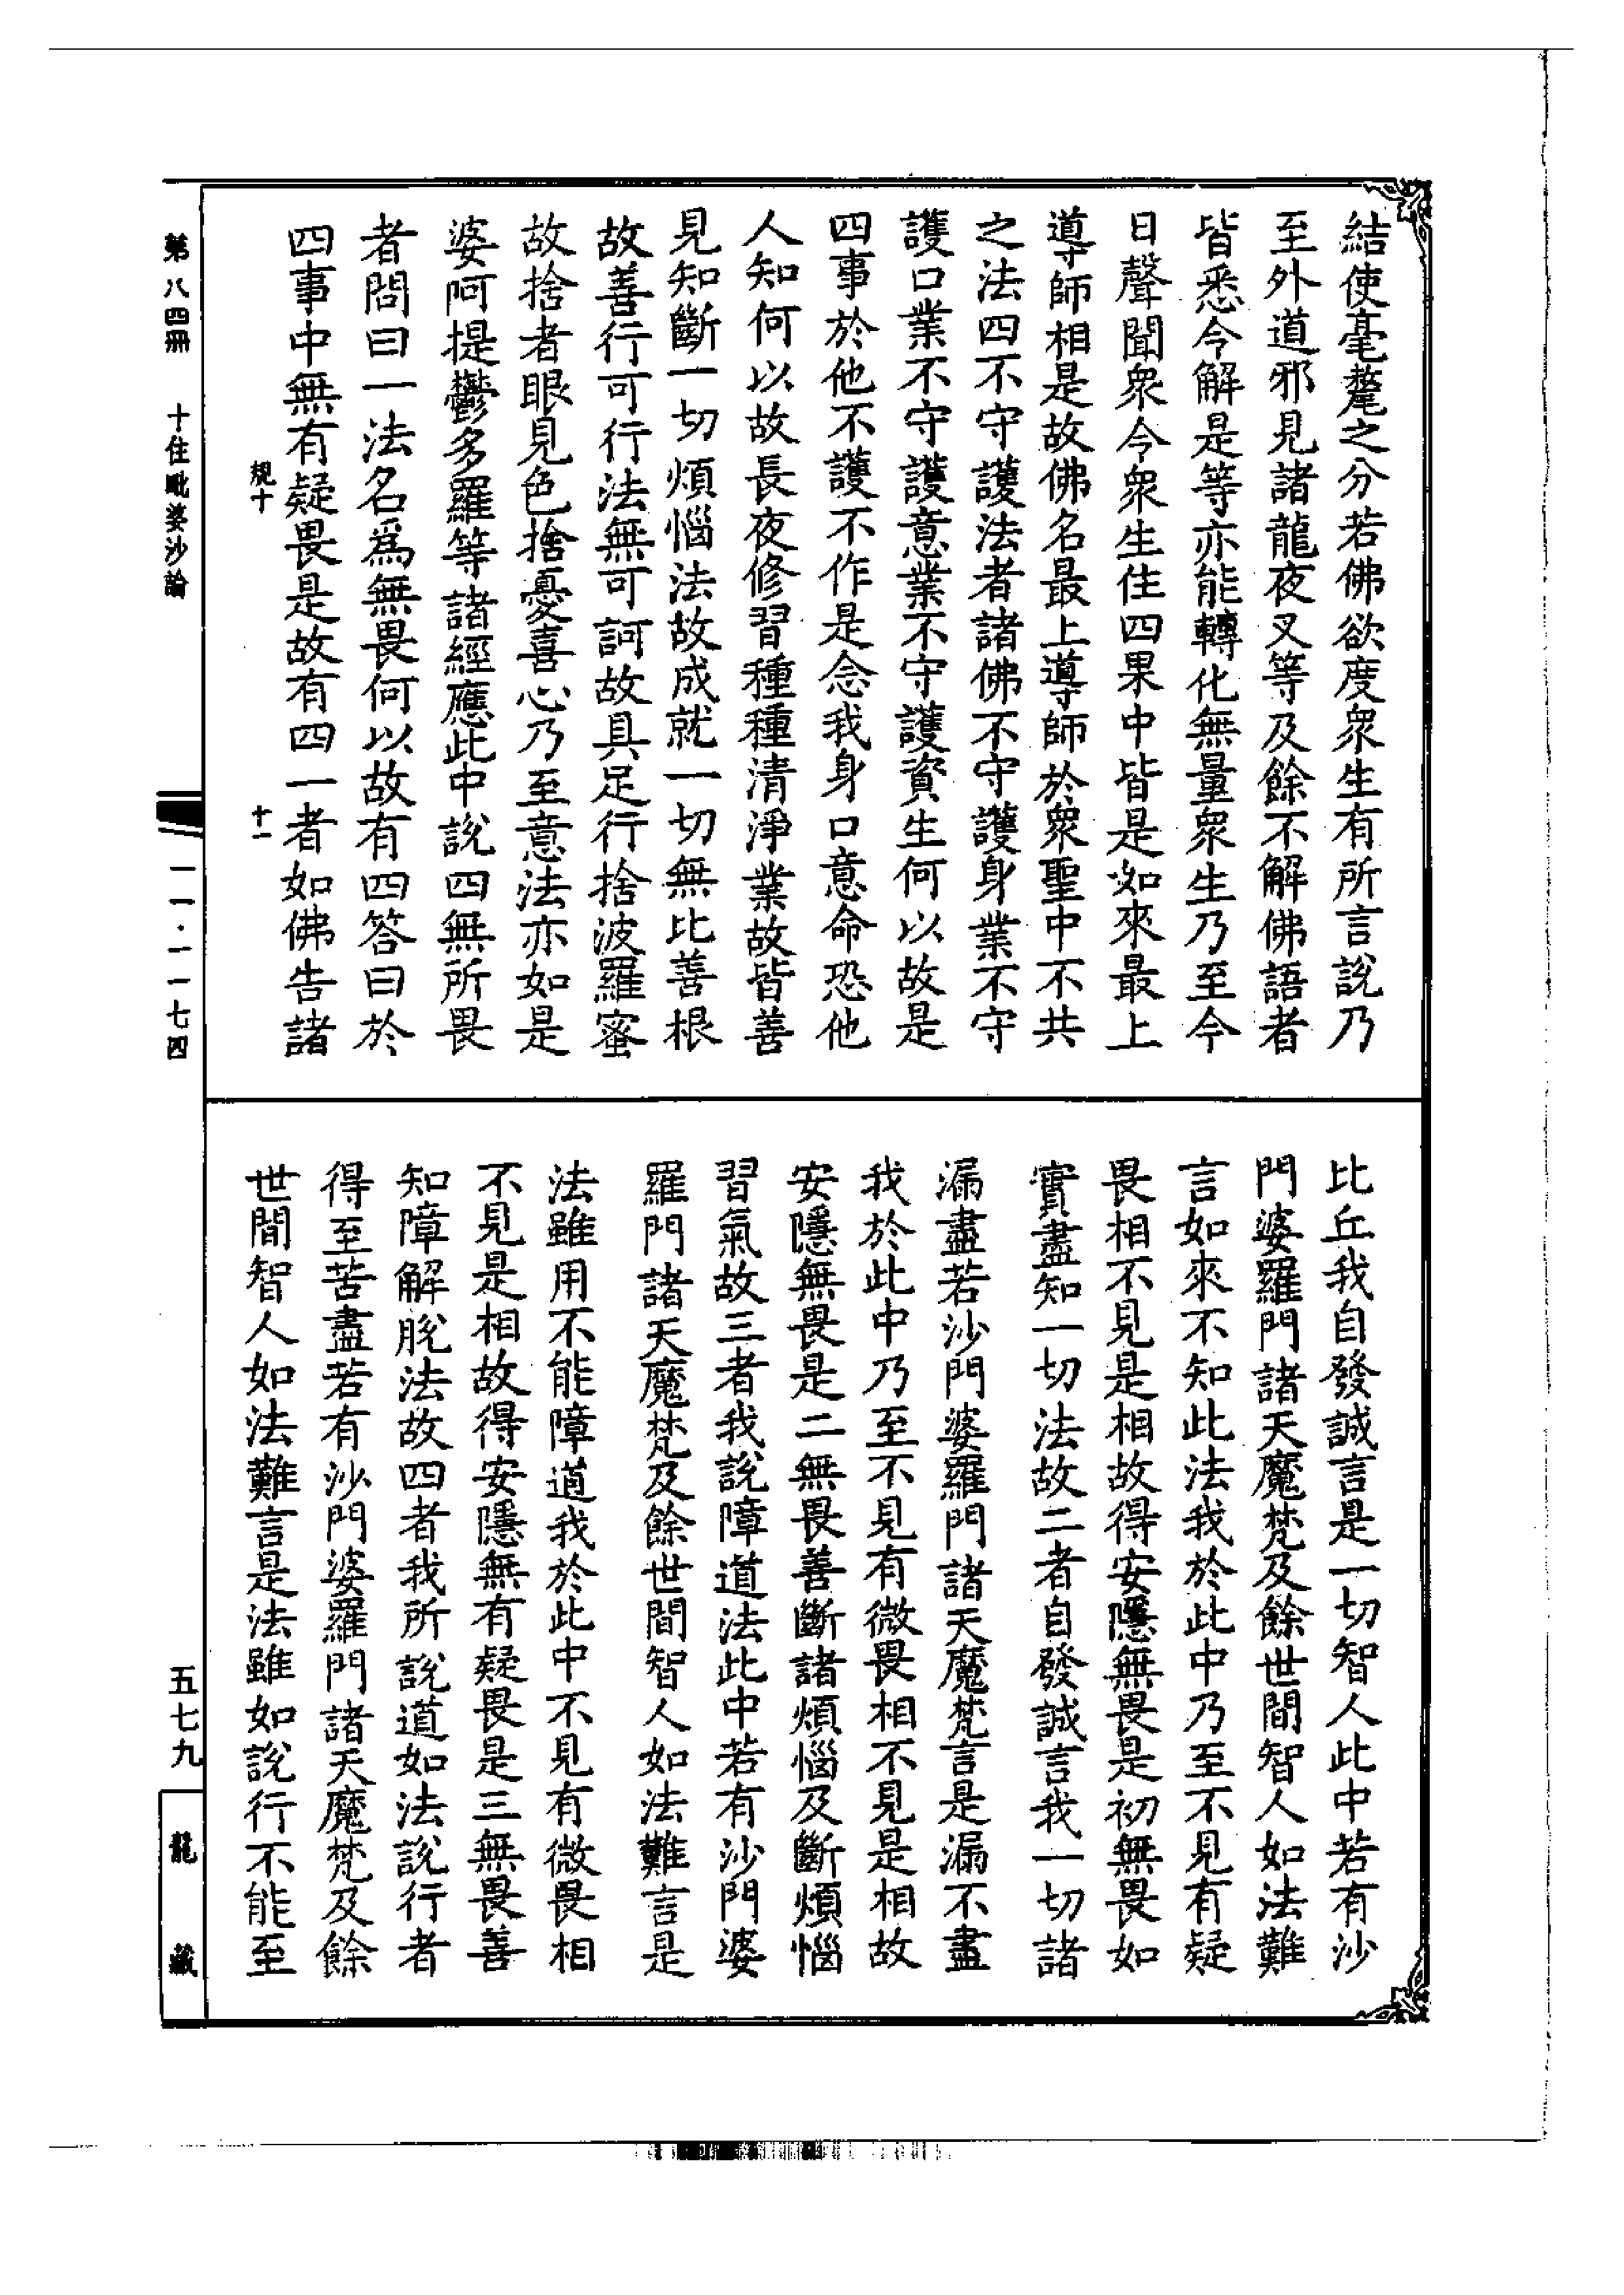 結使毫氂之分若佛欲度衆生有所言說乃
至外道邪見諸龍夜叉等及餘不解佛語者
皆悉令解是等亦能轉化無量衆生乃至今
日聲聞衆令衆生住四果中皆是如來最上
導師相是故佛名最上導師於衆聖中不共
之法四不守護法者諸佛不守護身業不守
護口業不守護意業不守護資生何以故是
四事於他不護不作是念我身口意命恐他
人知何以故長夜修習種種清淨業故皆善
見知斷一切煩惱法故成就一切無比善根
故善行可行法無可訶故具足行捨波羅蜜
故捨者眼見色捨憂喜心乃至意法亦如是
婆呵提鬱多羅等諸經應此中說四無所畏
者問曰一法名爲無畏何以故有四答曰於
四事中無有疑畏是故有四一者如佛告諸
規十
十一
比丘我自發誠言是一切智人此中若有沙
門婆羅門諸天魔梵及餘世間智人如法難
言如來不知此法我於此中乃至不見有疑
畏相不見是相故得安隱無畏是初無畏如
實盡知一切法故二者自發誠言我一切諸
漏盡若沙門婆羅門諸天魔梵言是漏不盡
我於此中乃至不見有微畏相不見是相故
安隱無畏是二無畏善斷諸煩惱及斷煩惱
習氣故三者我說障道法此中若有沙門婆
羅門諸天魔梵及餘世間智人如法難言是
法雖用不能障道我於此中不見有微畏相
不見是相故得安隱無有疑畏是三無畏善
知障解脫法故四者我所說道如法說行者
得至苦盡若有沙門婆羅門諸天魔梵及餘
世間智人如法難言是法雖如說行不能至
第八四冊 十住毗婆沙論
一一·一一七四
五七九
龍藏